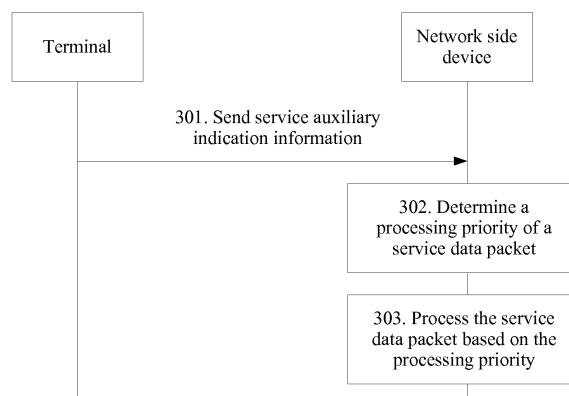 Terminal
Network side
device
301. Send service auxiliary
indication information
302. Determine a
processing priority of a
service data packet
303. Process the service
data packet based on the
processing priority